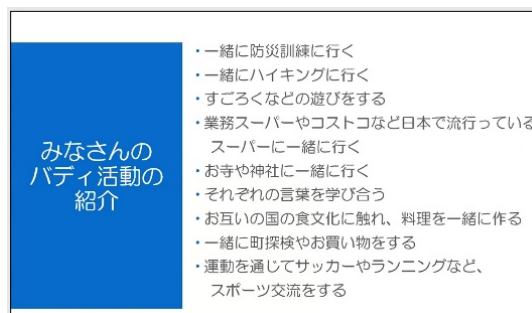 みなさんの
バディ活動の
紹介
・一緒に防災訓練に行く
・一緒にハイキングに行く
・すごろくなどの遊びをする
・業務スーパーやコストコなど日本で流行っている
スーパーに一緒に行く
・お寺や神社に一緒に行く
・それぞれの言葉を学び合う
・お互いの国の食文化に触れ、料理を一緒に作る
・一緒に町探検やお買い物をする
・運動を通じてサッカーやランニングなど、
スポーツ交流をする